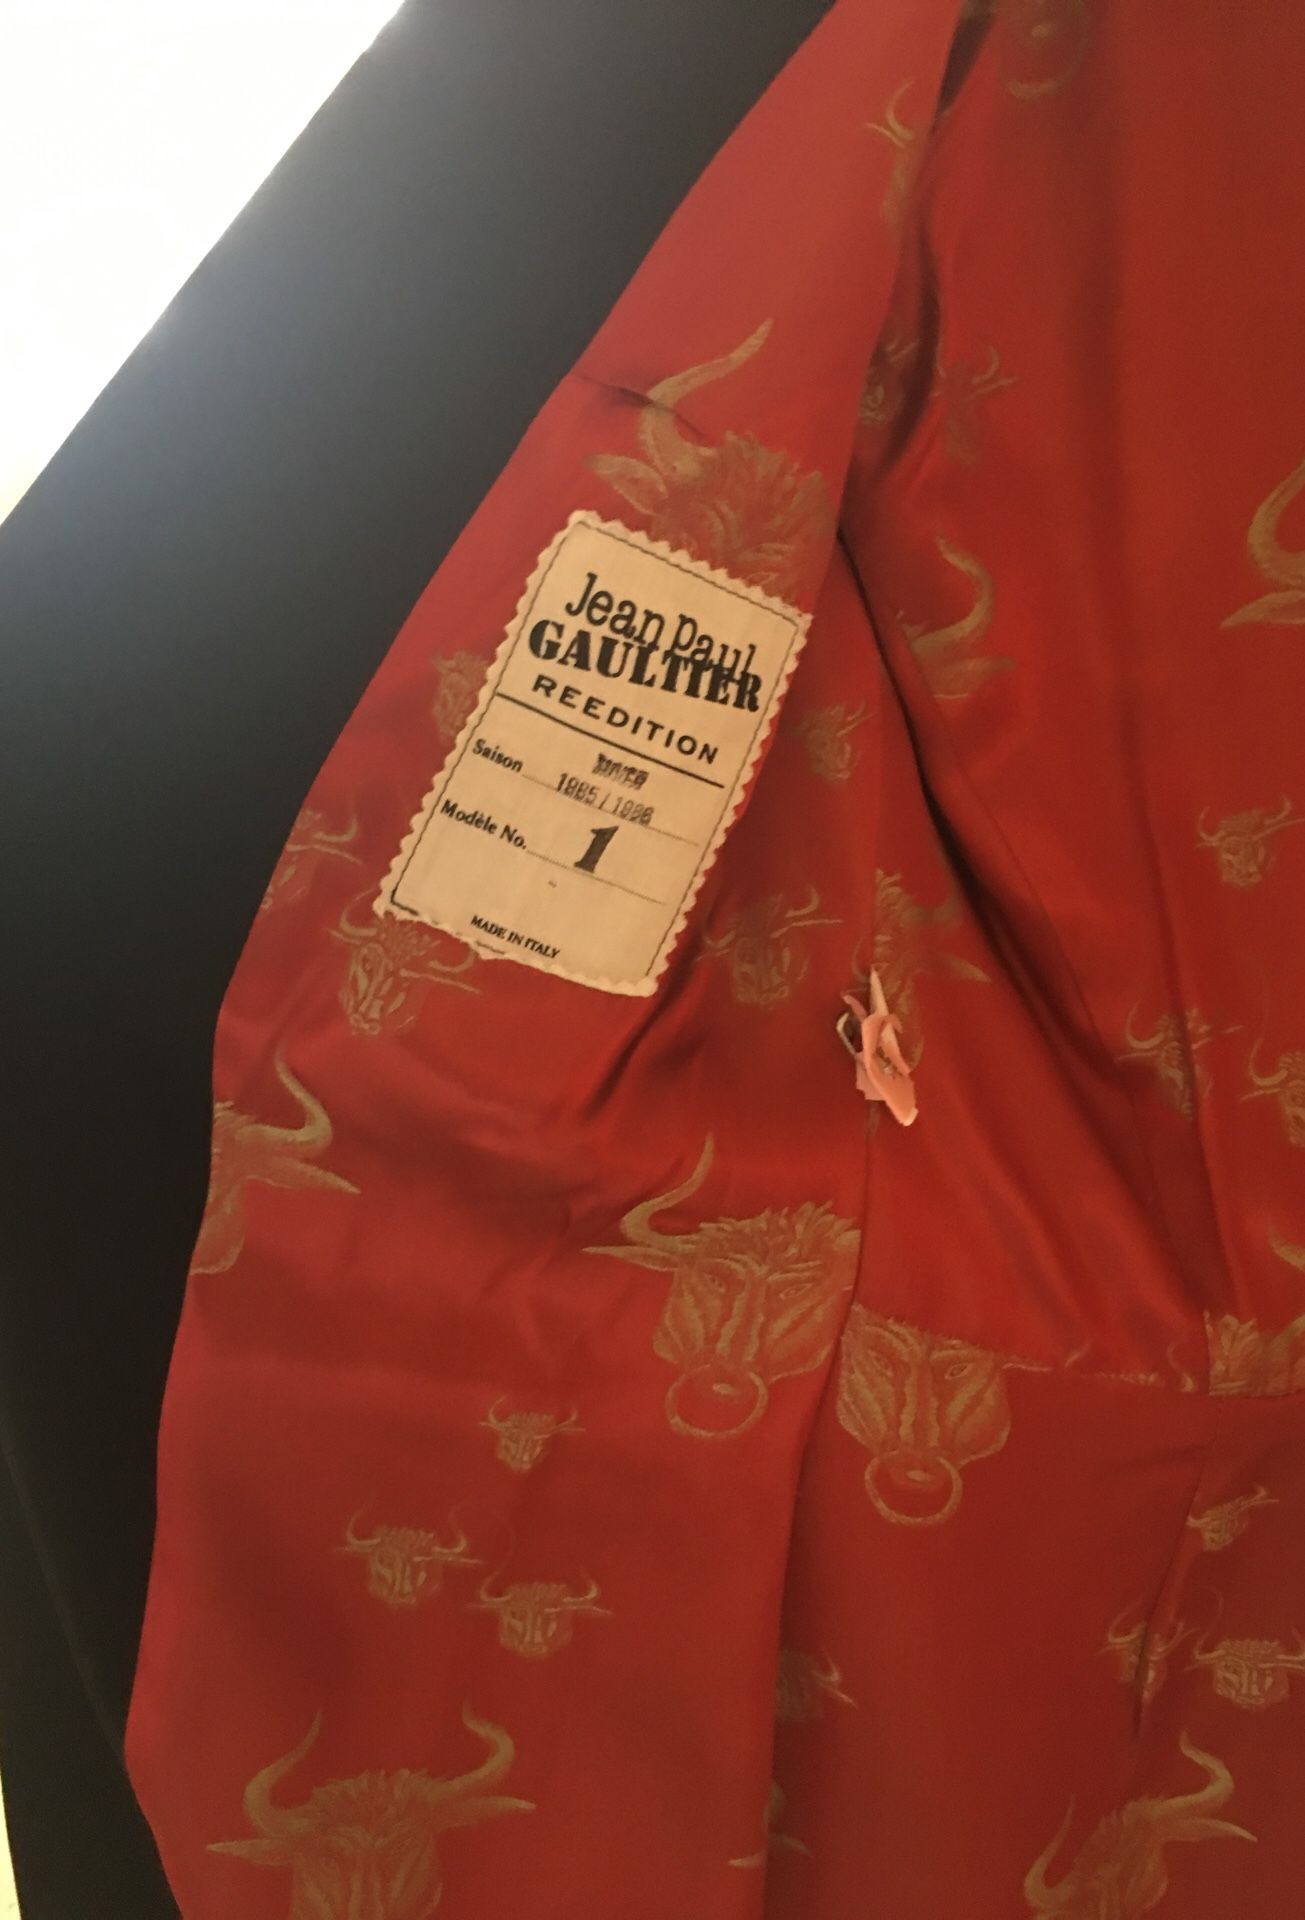 Jean Paul
GAULTIER
REEDITION
Saison
1985/1986
Modèle No. 1
MADE IN ITALY